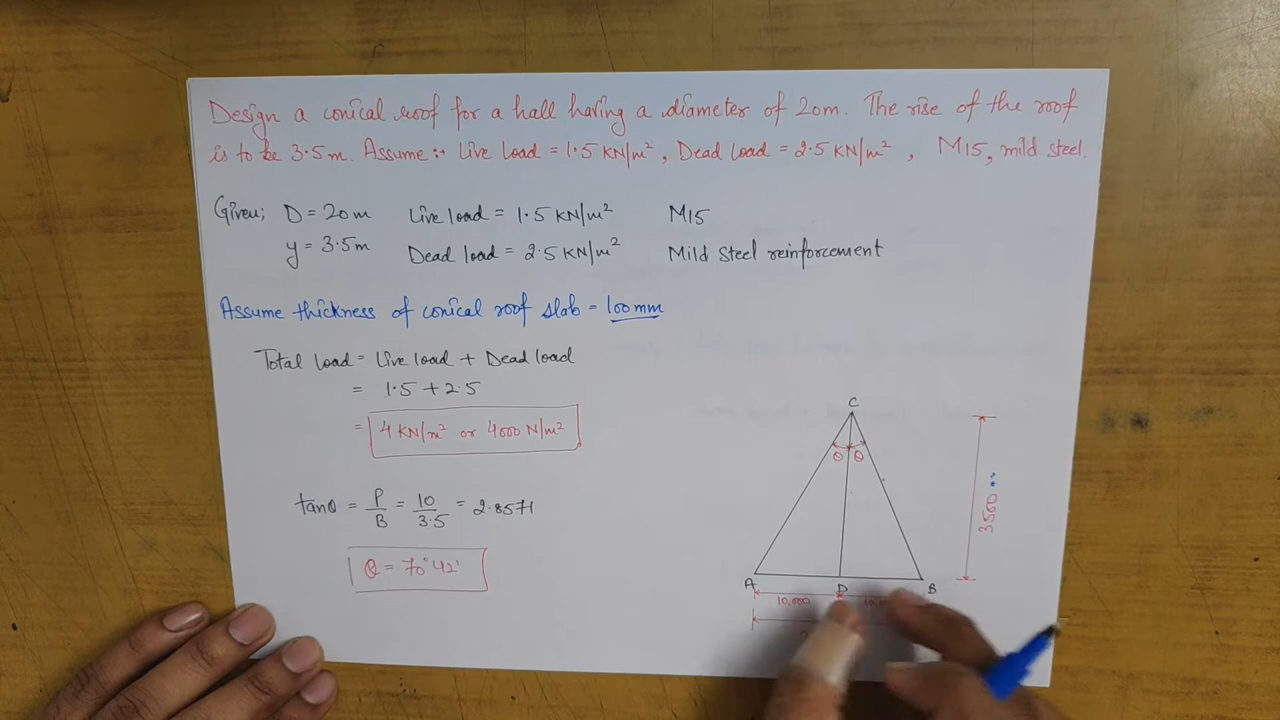 Design a conical roof for a hall having a diameter of 20m. The rise of the roof
is to be 3.5m. Assume :- Live Load = 1.5 KN/m², Dead load = 2.5 KN/m², M15, mild steel.
Given; D = 20m Live load = 1.5 KN/m² M15
y = 3.5m Dead load = 2.5 KN/m² Mild Steel reinforcement
Assume thickness of conical roof slab = 100mm
Total load = Live load + Dead load
= 1.5 + 2.5
= 4 KN/m² or 4000 N/m²
tanθ = P/B = 10/3.5 = 2.8571
θ = 70°42'
C
θ θ
3500
A D B
10,000